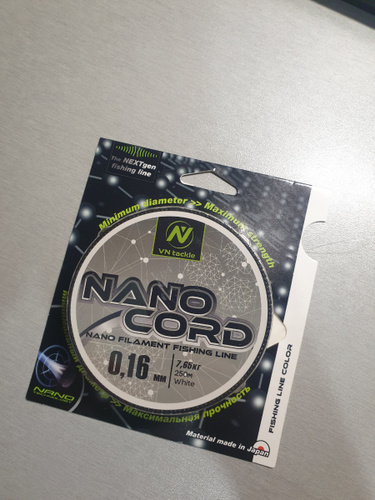 The NEXTgen
fishing line
Minimum diameter >> Maximum strength
N
VN tackle
NANO
CORD
NANO FILAMENT FISHING LINE
0,16 мм
7,65кг
250м
White
NANO
>> Максимальная прочность
Material made in Japan
FISHING LINE COLOR